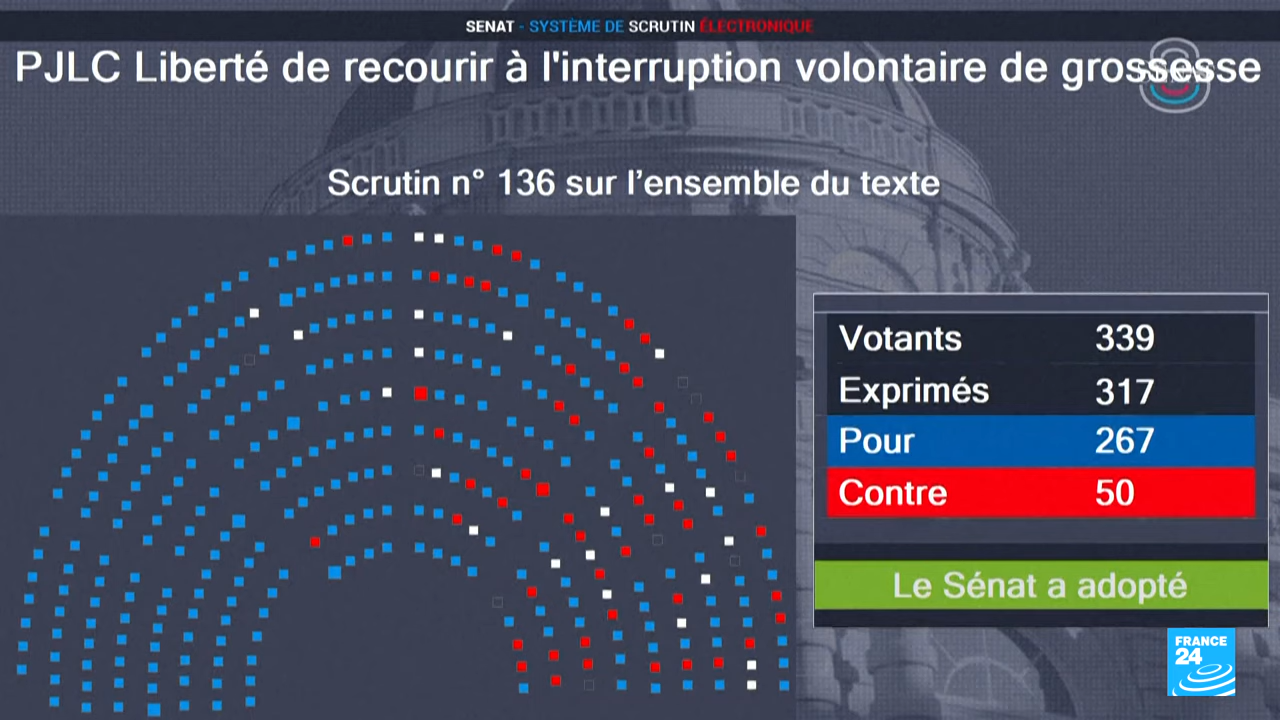 SENAT - SYSTÈME DE SCRUTIN ÉLECTRONIQUE
PJLC Liberté de recourir à l'interruption volontaire de grossesse
Scrutin n° 136 sur l’ensemble du texte
Votants 339
Exprimés 317
Pour 267
Contre 50
Le Sénat a adopté
FRANCE
24